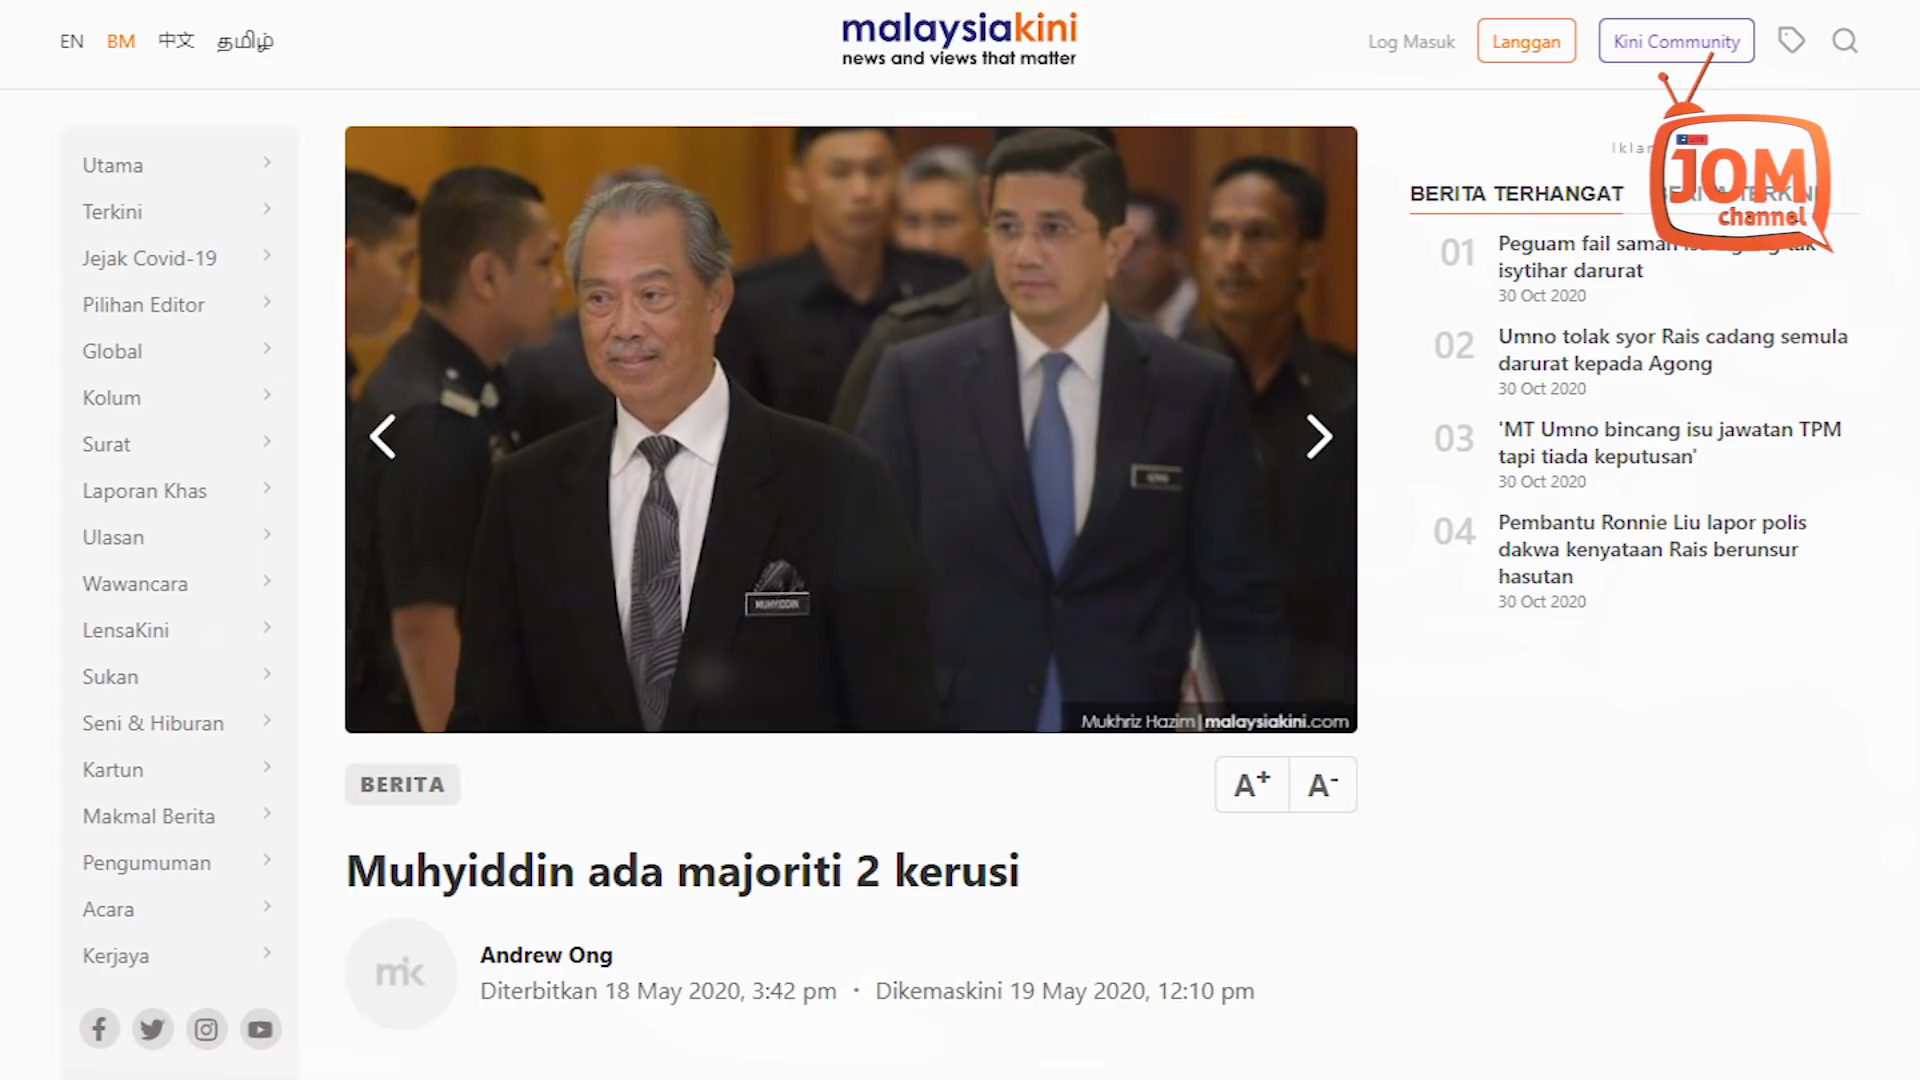 EN BM 中文 தமிழ்
malaysiakini
news and views that matter
Log Masuk Langgan Kini Community
JOM
channel
Utama
Terkini
Jejak Covid-19
Pilihan Editor
Global
Kolum
Surat
Laporan Khas
Ulasan
Wawancara
LensaKini
Sukan
Seni & Hiburan
Kartun
Makmal Berita
Pengumuman
Acara
Kerjaya
MUHYIDDIN
Mukhriz Hazim|malaysiakini.com
BERITA
A+ A-
Muhyiddin ada majoriti 2 kerusi
mk
Andrew Ong
Diterbitkan 18 May 2020, 3:42 pm · Dikemaskini 19 May 2020, 12:10 pm
Iklan
BERITA TERHANGAT
01 Peguam fail saman
isytihar darurat
30 Oct 2020
02 Umno tolak syor Rais cadang semula
darurat kepada Agong
30 Oct 2020
03 'MT Umno bincang isu jawatan TPM
tapi tiada keputusan'
30 Oct 2020
04 Pembantu Ronnie Liu lapor polis
dakwa kenyataan Rais berunsur
hasutan
30 Oct 2020